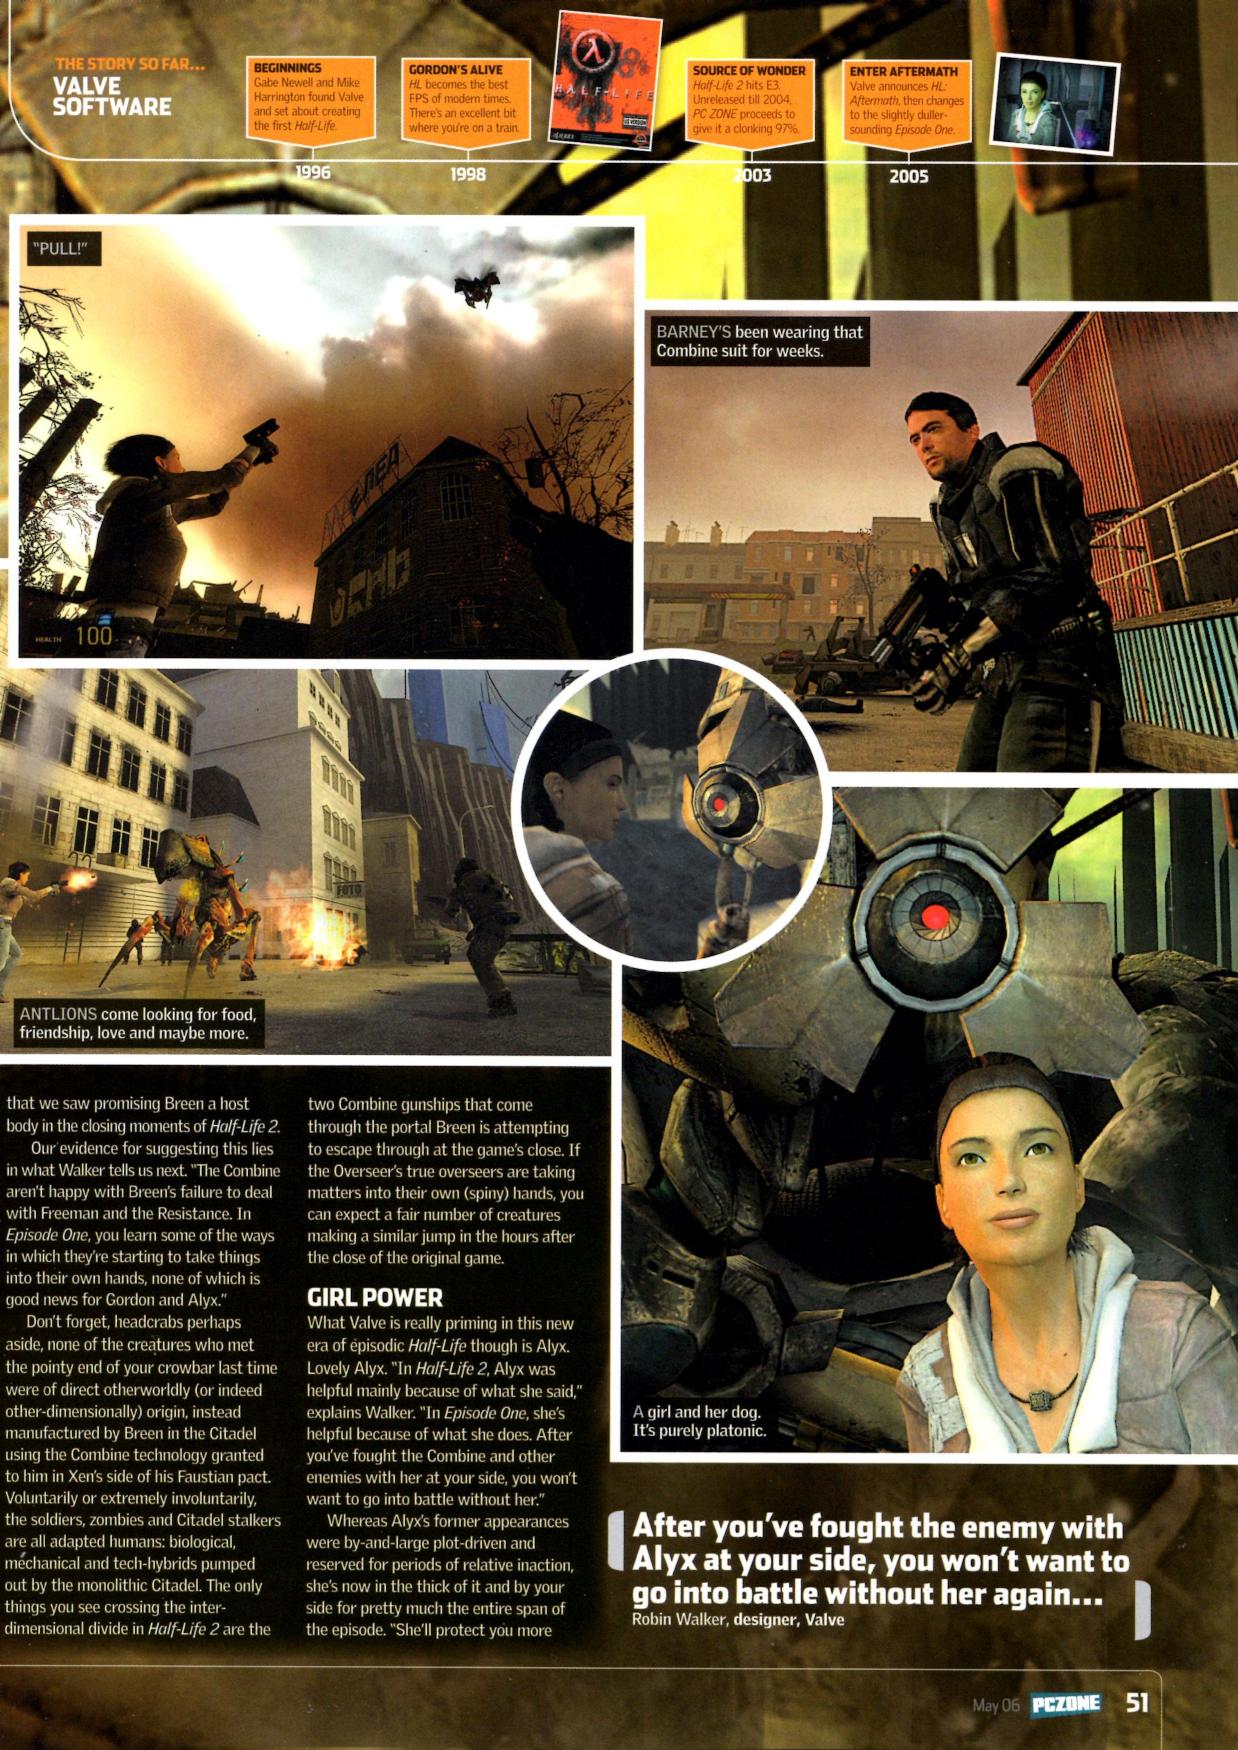 THE STORY SO FAR...
VALVE
SOFTWARE
BEGINNINGS
Gabe Newell and Mike
Harrington found Valve
and set about creating
the first Half-Life.
1996
GORDON'S ALIVE
HL becomes the best
FPS of modern times.
There's an excellent bit
where you're on a train.
1998
HALF-LIFE
SOURCE OF WONDER
Half-Life 2 hits E3.
Unreleased till 2004,
PC ZONE proceeds to
give it a clonking 97%.
2003
ENTER AFTERMATH
Valve announces HL:
Aftermath, then changes
to the slightly duller-
sounding Episode One.
2005
"PULL!"
HEALTH 100
BARNEY'S been wearing that
Combine suit for weeks.
FOTO
ANTLIONS come looking for food,
friendship, love and maybe more.
A girl and her dog.
It's purely platonic.
that we saw promising Breen a host
body in the closing moments of Half-Life 2.
Our evidence for suggesting this lies
in what Walker tells us next. "The Combine
aren't happy with Breen's failure to deal
with Freeman and the Resistance. In
Episode One, you learn some of the ways
in which they're starting to take things
into their own hands, none of which is
good news for Gordon and Alyx."
Don't forget, headcrabs perhaps
aside, none of the creatures who met
the pointy end of your crowbar last time
were of direct otherworldly (or indeed
other-dimensionally) origin, instead
manufactured by Breen in the Citadel
using the Combine technology granted
to him in Xen's side of his Faustian pact.
Voluntarily or extremely involuntarily,
the soldiers, zombies and Citadel stalkers
are all adapted humans: biological,
mechanical and tech-hybrids pumped
out by the monolithic Citadel. The only
things you see crossing the inter-
dimensional divide in Half-Life 2 are the
two Combine gunships that come
through the portal Breen is attempting
to escape through at the game's close. If
the Overseer's true overseers are taking
matters into their own (spiny) hands, you
can expect a fair number of creatures
making a similar jump in the hours after
the close of the original game.
GIRL POWER
What Valve is really priming in this new
era of episodic Half-Life though is Alyx.
Lovely Alyx. "In Half-Life 2, Alyx was
helpful mainly because of what she said,"
explains Walker. "In Episode One, she's
helpful because of what she does. After
you've fought the Combine and other
enemies with her at your side, you won't
want to go into battle without her."
Whereas Alyx's former appearances
were by-and-large plot-driven and
reserved for periods of relative inaction,
she's now in the thick of it and by your
side for pretty much the entire span of
the episode. "She'll protect you more
After you've fought the enemy with
Alyx at your side, you won't want to
go into battle without her again...
Robin Walker, designer, Valve
May 06 PCZONE 51